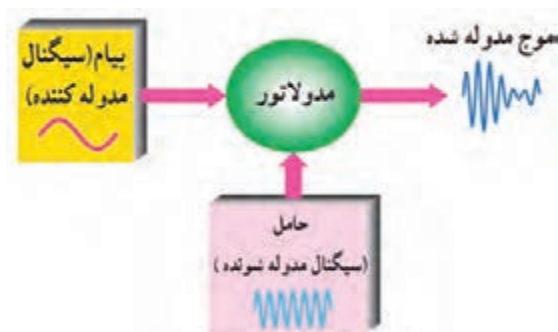 پیام(سیگنال
مدوله کننده)
مدولاتور
موج مدوله شده
حامل
(سیگنال مدوله شونده)